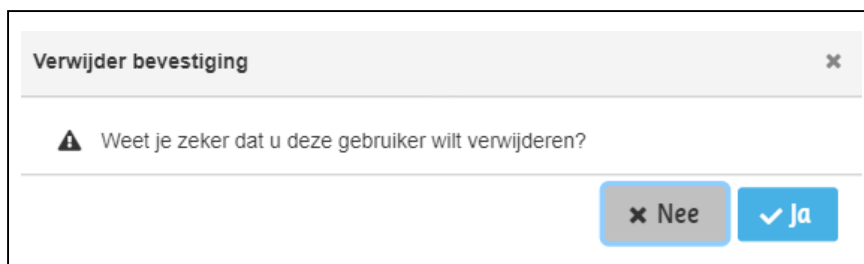 Verwijder bevestiging
Weet je zeker dat u deze gebruiker wilt verwijderen?
Nee
Ja